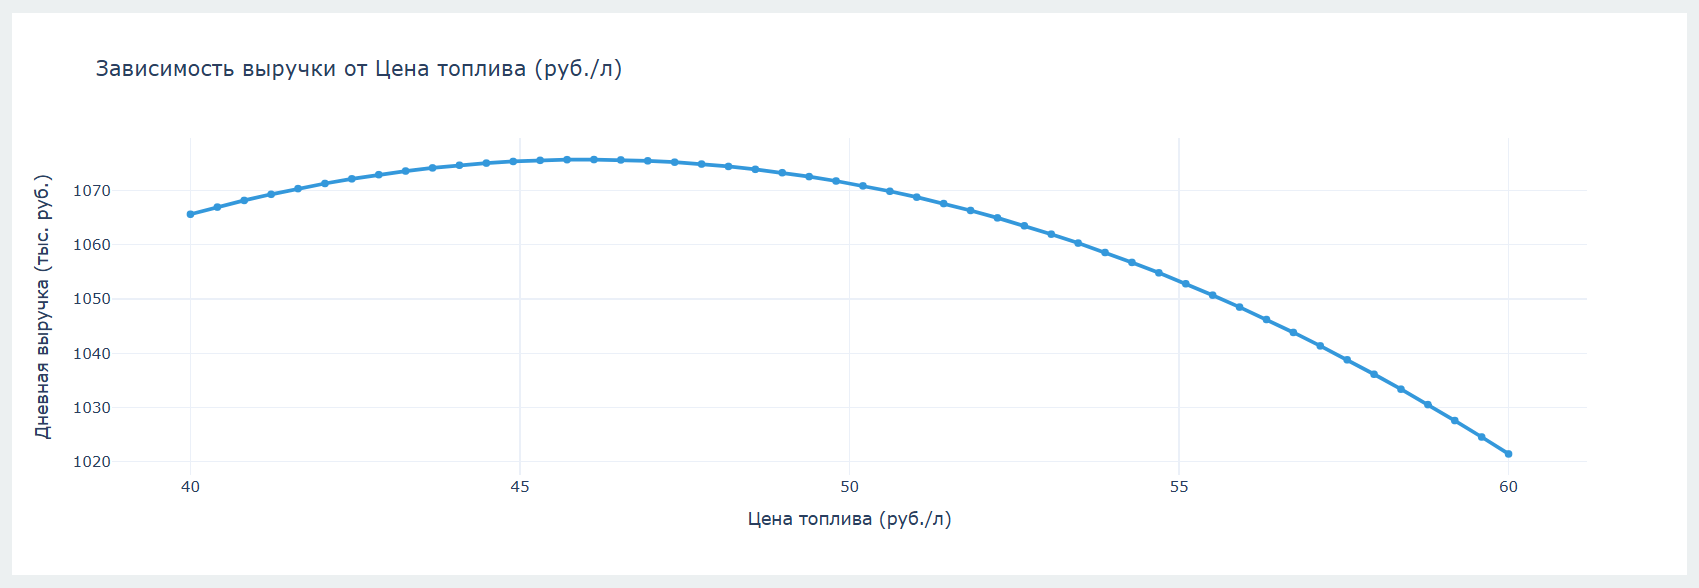 Зависимость выручки от Цена топлива (руб./л)
Дневная выручка (тыс. руб.)
1070
1060
1050
1040
1030
1020
40 45 50 55 60
Цена топлива (руб./л)